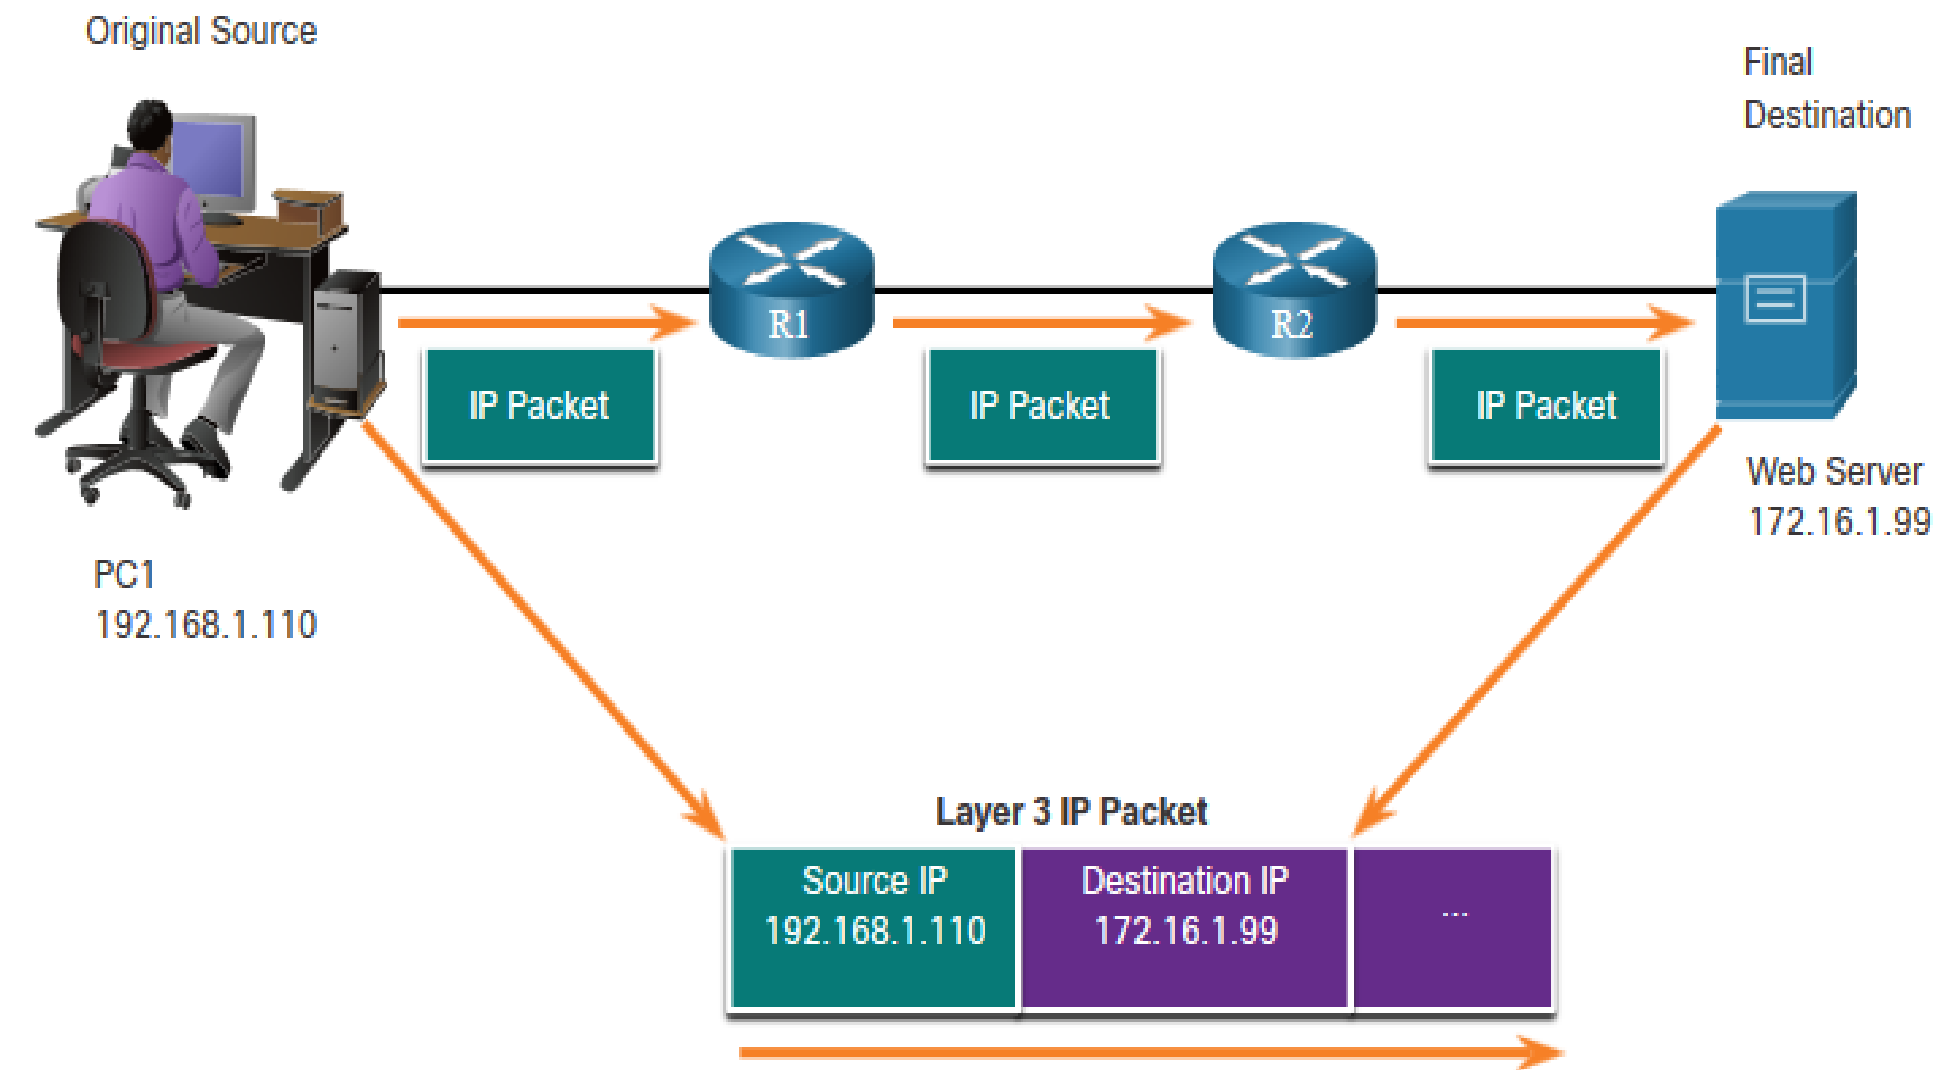 Original Source
Final
Destination
R1
R2
IP Packet
IP Packet
IP Packet
Web Server
172.16.1.99
PC1
192.168.1.110
Layer 3 IP Packet
Source IP
192.168.1.110
Destination IP
172.16.1.99
...